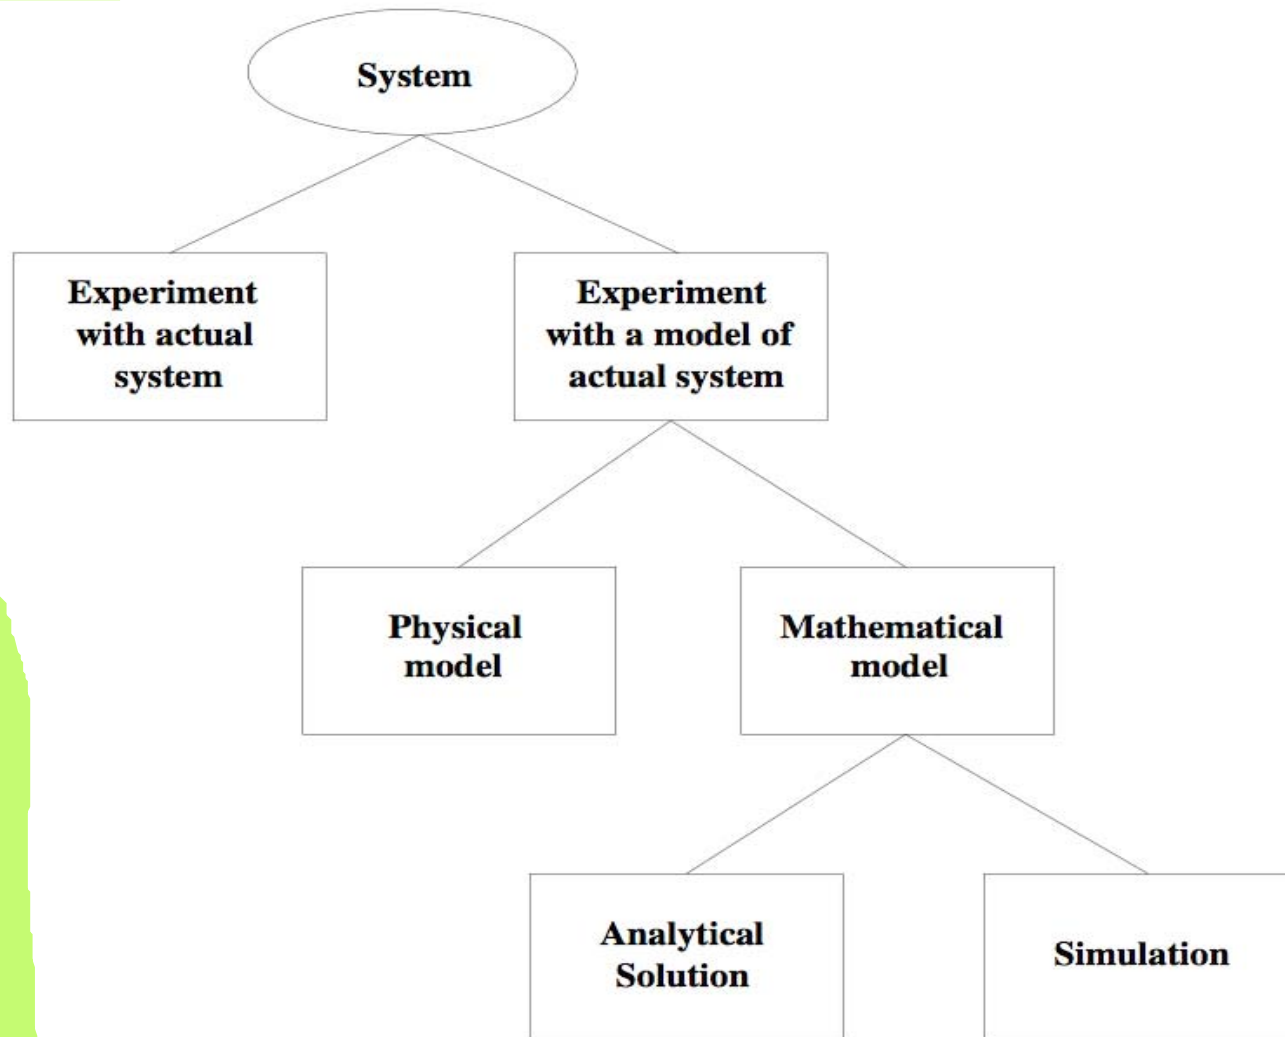 System
Experiment
with actual
system
Experiment
with a model of
actual system
Physical
model
Mathematical
model
Analytical
Solution
Simulation